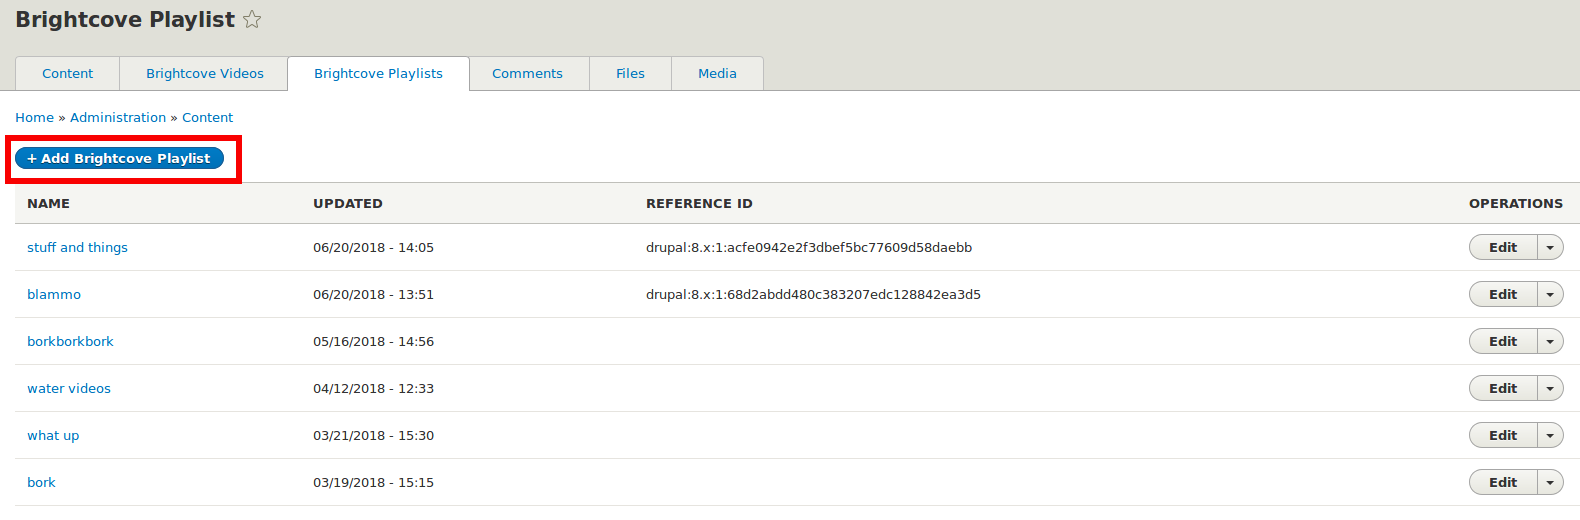 Brightcove Playlist
Content Brightcove Videos Brightcove Playlists Comments Files Media
Home » Administration » Content
+ Add Brightcove Playlist
NAME UPDATED REFERENCE ID OPERATIONS
stuff and things 06/20/2018 - 14:05 drupal:8.x:1:acfe0942e2f3dbef5bc77609d58daebb Edit
blammo 06/20/2018 - 13:51 drupal:8.x:1:68d2abdd480c383207edc128842ea3d5 Edit
borkborkbork 05/16/2018 - 14:56 Edit
water videos 04/12/2018 - 12:33 Edit
what up 03/21/2018 - 15:30 Edit
bork 03/19/2018 - 15:15 Edit